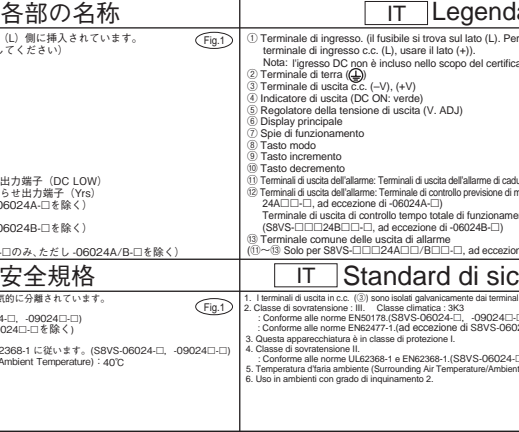 各部の名称
（L）側に挿入されています。
してください）
Fig.1
出力端子（DC LOW）
らせ出力端子（Yrs）
06024A-□を除く）
06024B-□を除く）
-□のみ、ただし -06024A/B-□を除く）
IT Legenda
① Terminale di ingresso. (il fusibile si trova sul lato (L). Per
terminale di ingresso c.c. (L), usare il lato (+)).
Nota: l'igresso DC non è incluso nello scopo del certifica
② Terminale di terra (⏚)
③ Terminale di uscita c.c. (–V), (+V)
④ Indicatore di uscita (DC ON: verde)
⑤ Regolatore della tensione di uscita (V. ADJ)
⑥ Display principale
⑦ Spie di funzionamento
⑧ Tasto modo
⑨ Tasto incremento
⑩ Tasto decremento
⑪ Terminali di uscita dell'allarme: Terminali di uscita dell'allarme di cadu
⑫ Terminali di uscita dell'allarme: Terminale di controllo previsione di m
24A□□-□, ad eccezione di -06024A-□)
Terminale di uscita di controllo tempo totale di funzioname
(S8VS-□□□24B□□-□, ad eccezione di -06024B-□)
⑬ Terminale comune delle uscita di allarme
(⑪～⑬ Solo per S8VS-□□□24A□□/B□□-□, ad eccezion
安全規格
気的に分離されています。
Fig.1
4-□, -09024-□)
024□-□を除く)
2368-1 に従います。(S8VS-06024-□, -09024-□)
Ambient Temperature)：40℃
IT Standard di sic
1. I terminali di uscita in c.c. (③) sono isolati galvanicamente dai terminal
2. Classe di sovratensione : III. Classe climatica : 3K3
: Conforme alle norme EN50178.(S8VS-06024-□, -09024-□
: Conforme alle norme EN62477-1.(ad eccezione di S8VS-0602
3. Questa apparecchiatura è in classe di protezione I.
4. Classe di sovratensione II.
: Conforme alle norme UL62368-1 e EN62368-1.(S8VS-06024-□
5. Temperatura d'faria ambiente (Surrounding Air Temperature/Ambient
6. Uso in ambienti con grado di inquinamento 2.